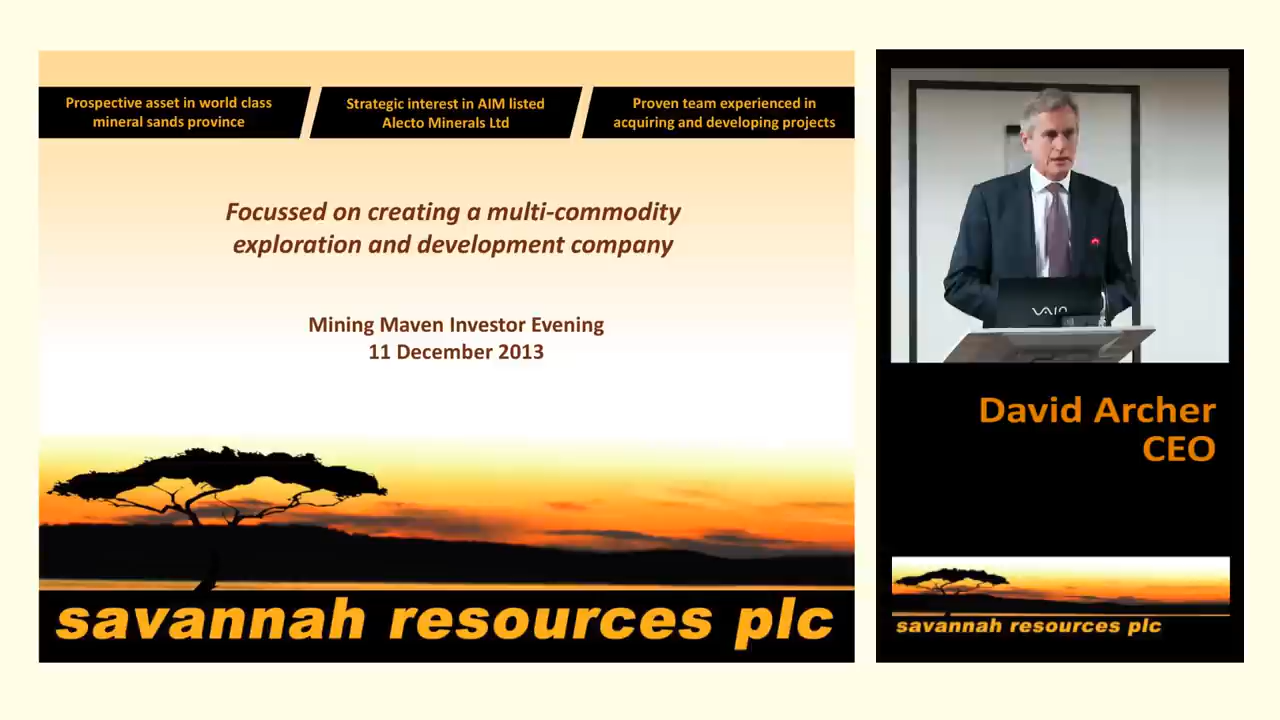 Prospective asset in world class
mineral sands province
Strategic interest in AIM listed
Alecto Minerals Ltd
Proven team experienced in
acquiring and developing projects
Focussed on creating a multi-commodity
exploration and development company
Mining Maven Investor Evening
11 December 2013
savannah resources plc
VAIO
David Archer
CEO
savannah resources plc